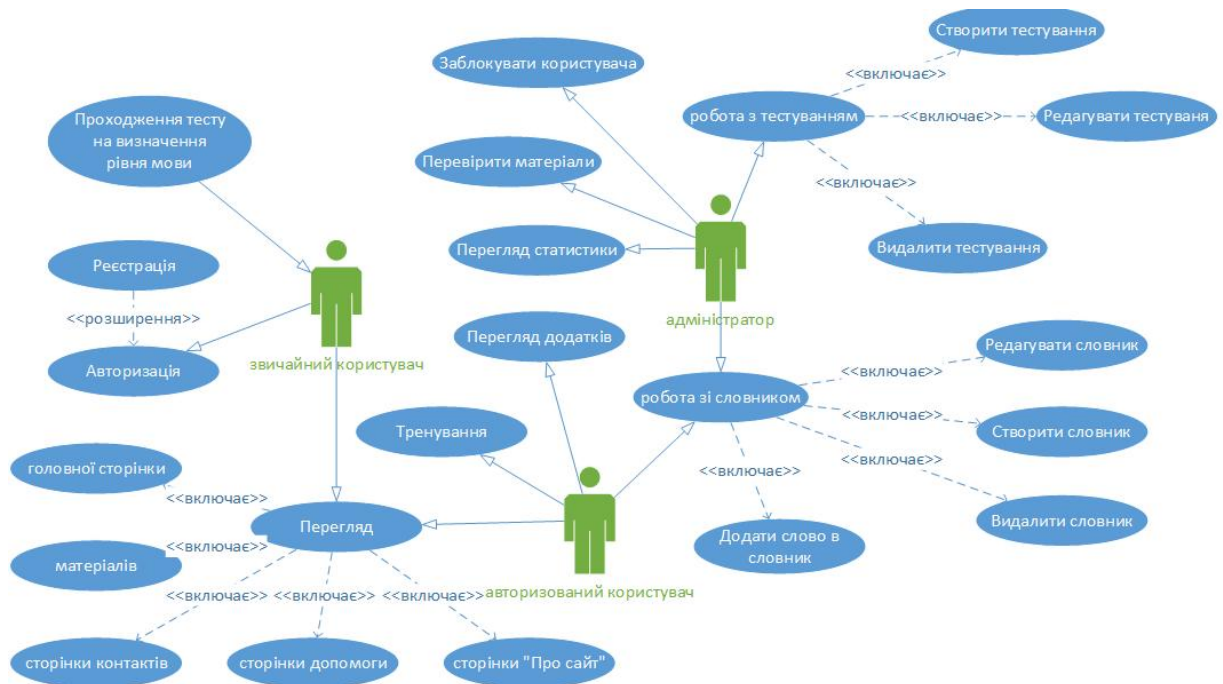 Створити тестування
Заблокувати користувача
<<включає>>
Проходження тесту
на визначення
рівня мови
робота з тестуванням
<<включає>>
Редагувати тестуваня
Перевірити матеріали
<<включає>>
Перегляд статистики
Видалити тестування
Реєстрація
<<розширення>>
адміністратор
Перегляд додатків
Авторизація
звичайний користувач
Редагувати словник
<<включає>>
робота зі словником
Тренування
<<включає>>
Створити словник
головної сторінки
<<включає>>
<<включає>>
<<включає>>
Перегляд
Видалити словник
<<включає>>
Додати слово в
словник
матеріалів
<<включає>>
<<включає>>
<<включає>>
авторизований користувач
сторінки контактів
сторінки допомоги
сторінки "Про сайт"